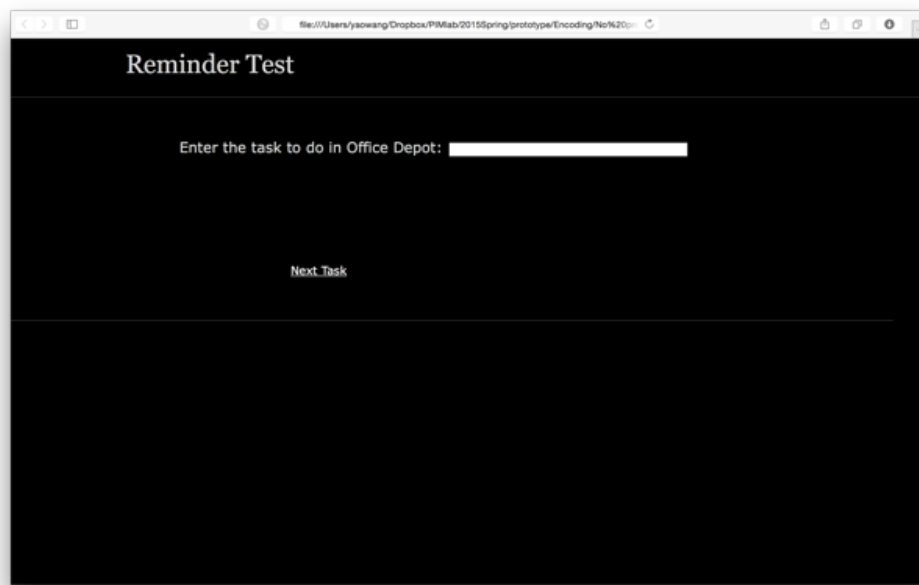 file:///Users/yaowang/Dropbox/PIMlab/2015Spring/prototype/Encoding/No%20pr
Reminder Test
Enter the task to do in Office Depot:
Next Task